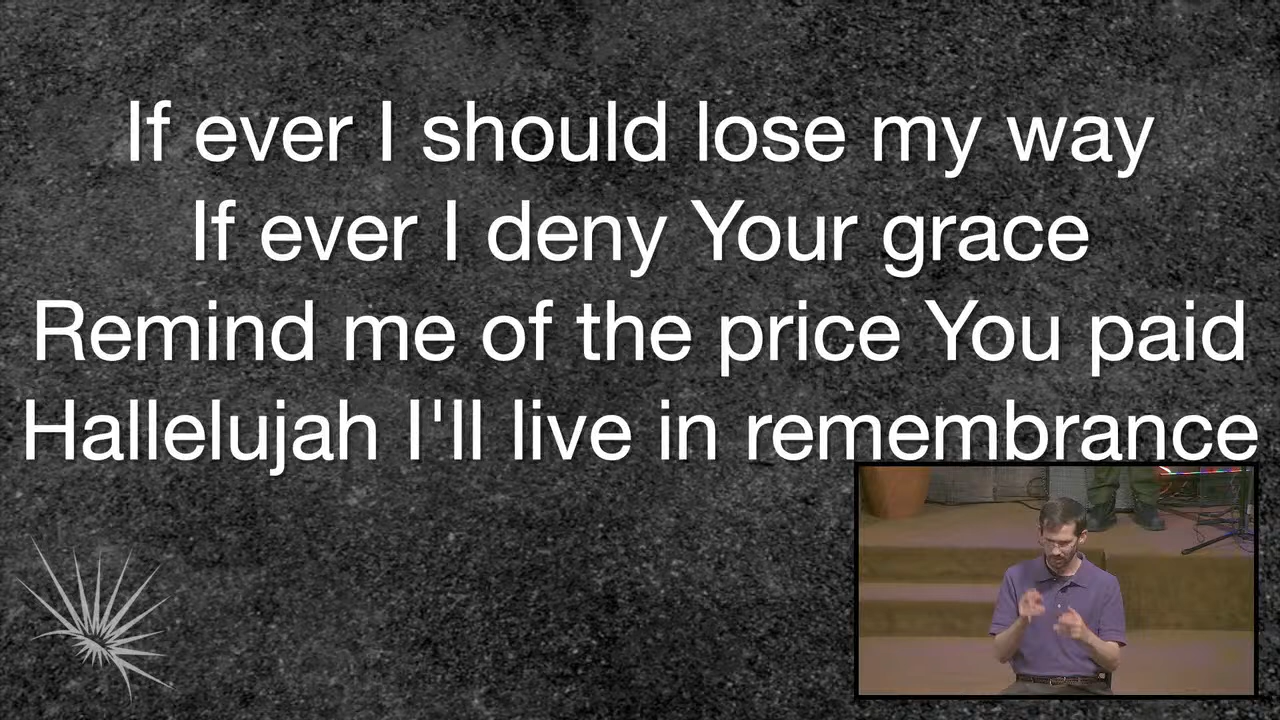 If ever I should lose my way
If ever I deny Your grace
Remind me of the price You paid
Hallelujah I'll live in remembrance